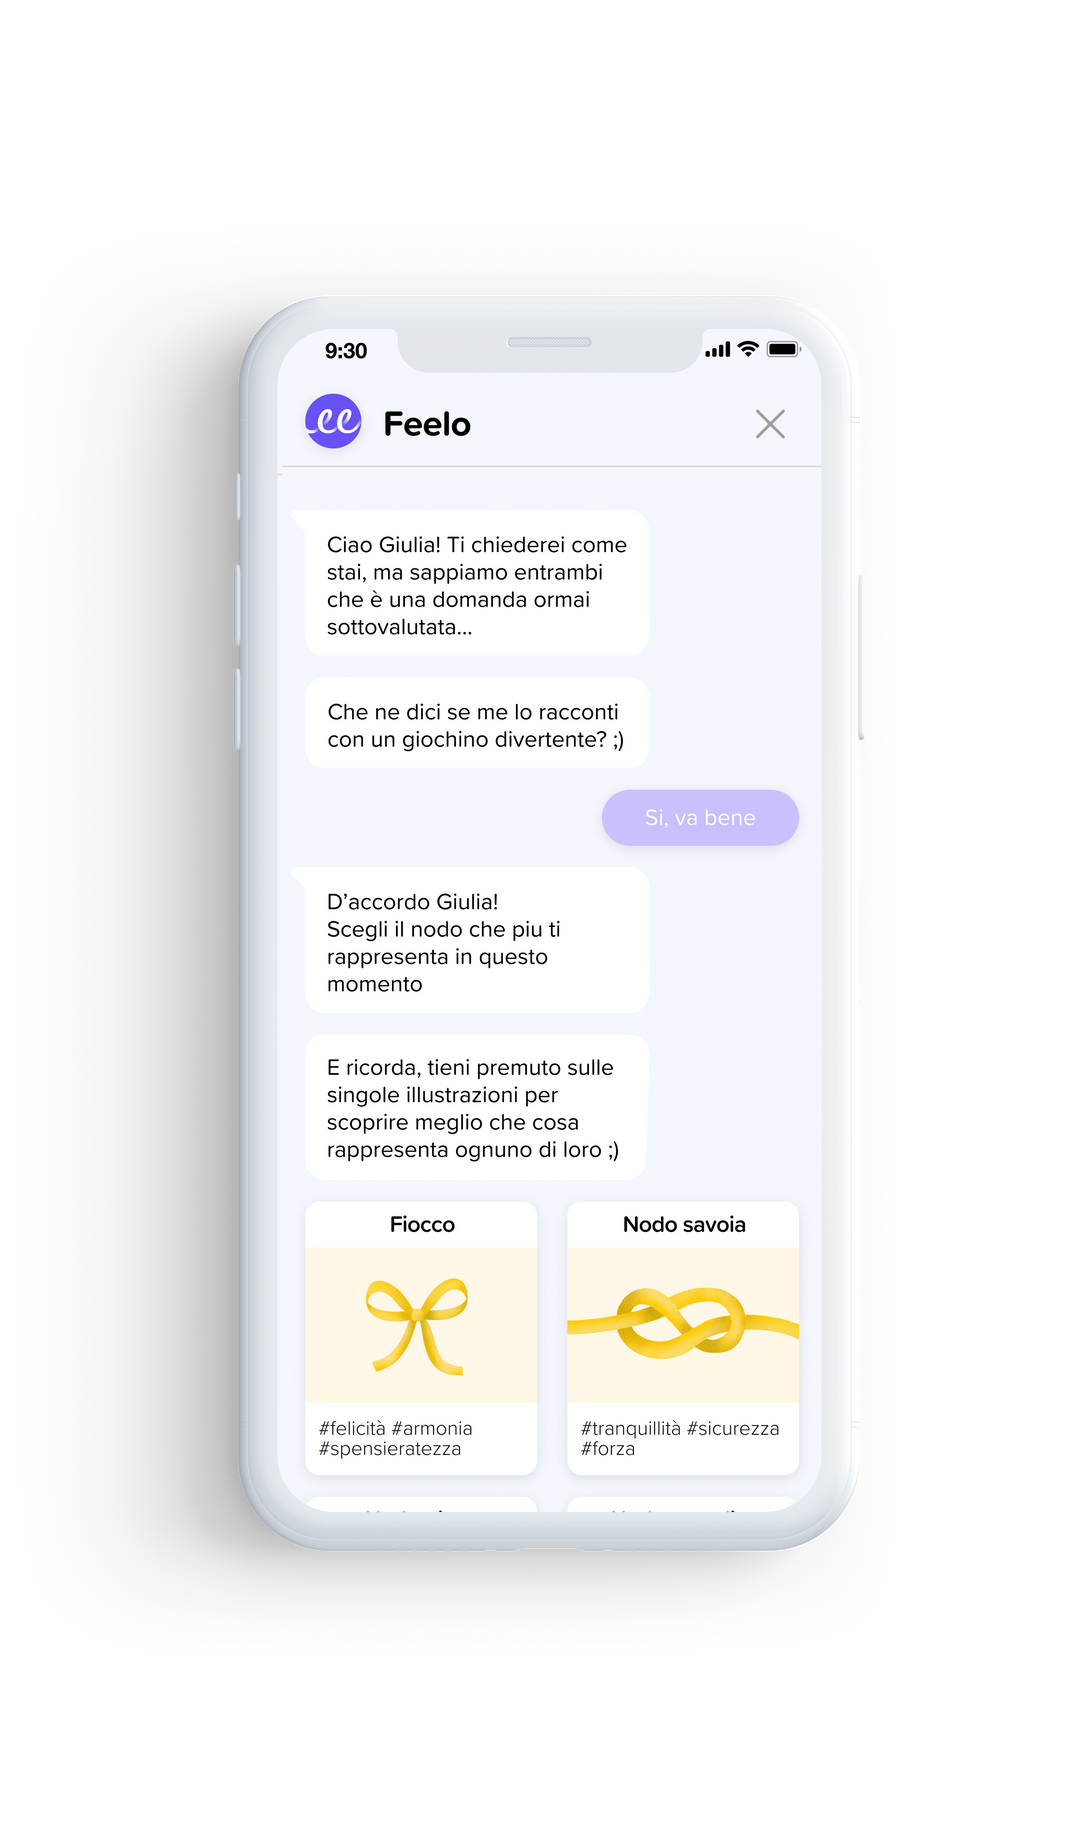 9:30
ee
Feelo
Ciao Giulia! Ti chiederei come
stai, ma sappiamo entrambi
che è una domanda ormai
sottovalutata...
Che ne dici se me lo racconti
con un giochino divertente? ;)
Si, va bene
D’accordo Giulia!
Scegli il nodo che piu ti
rappresenta in questo
momento
E ricorda, tieni premuto sulle
singole illustrazioni per
scoprire meglio che cosa
rappresenta ognuno di loro ;)
Fiocco
Nodo savoia
#felicità #armonia
#spensieratezza
#tranquillità #sicurezza
#forza